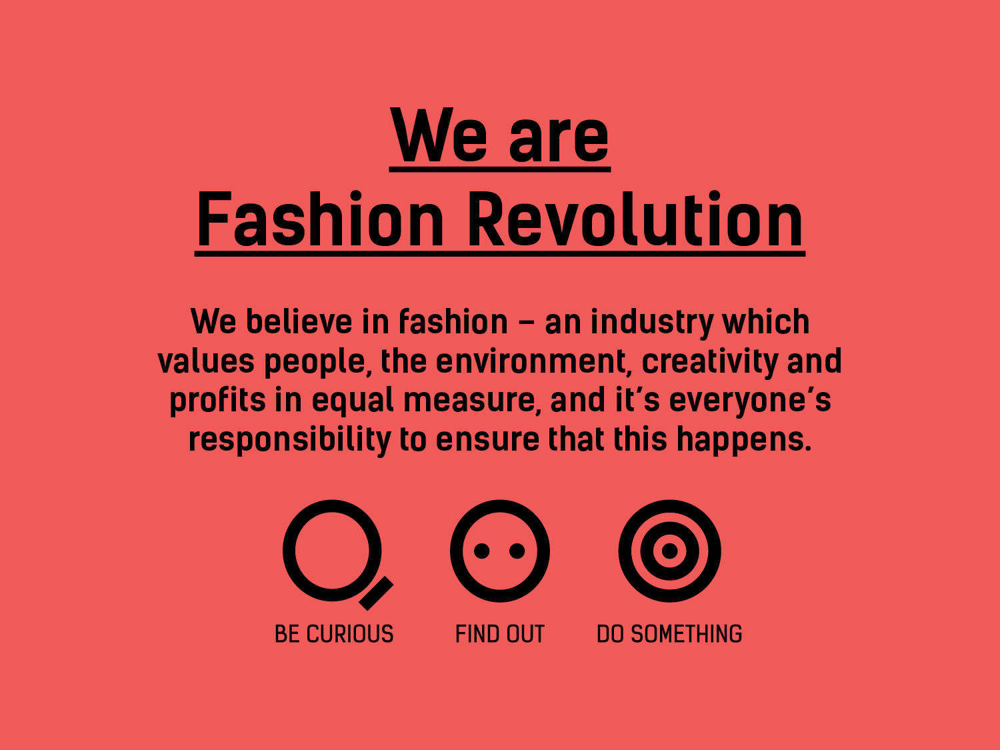 We are
Fashion Revolution
We believe in fashion – an industry which
values people, the environment, creativity and
profits in equal measure, and it’s everyone’s
responsibility to ensure that this happens.
BE CURIOUS
FIND OUT
DO SOMETHING